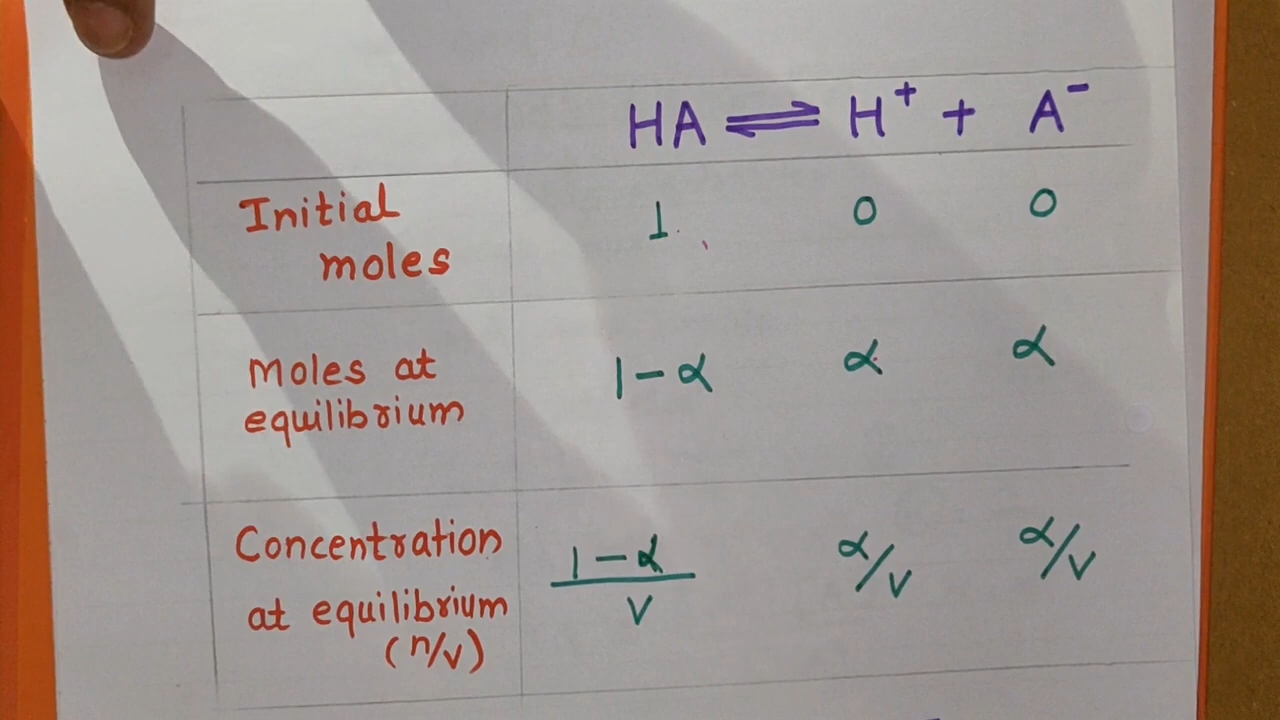 HA ⇌ H⁺ + A⁻
Initial moles 1 0 0
Moles at equilibrium 1-α α α
Concentration at equilibrium (n/v) 1-α/v α/v α/v